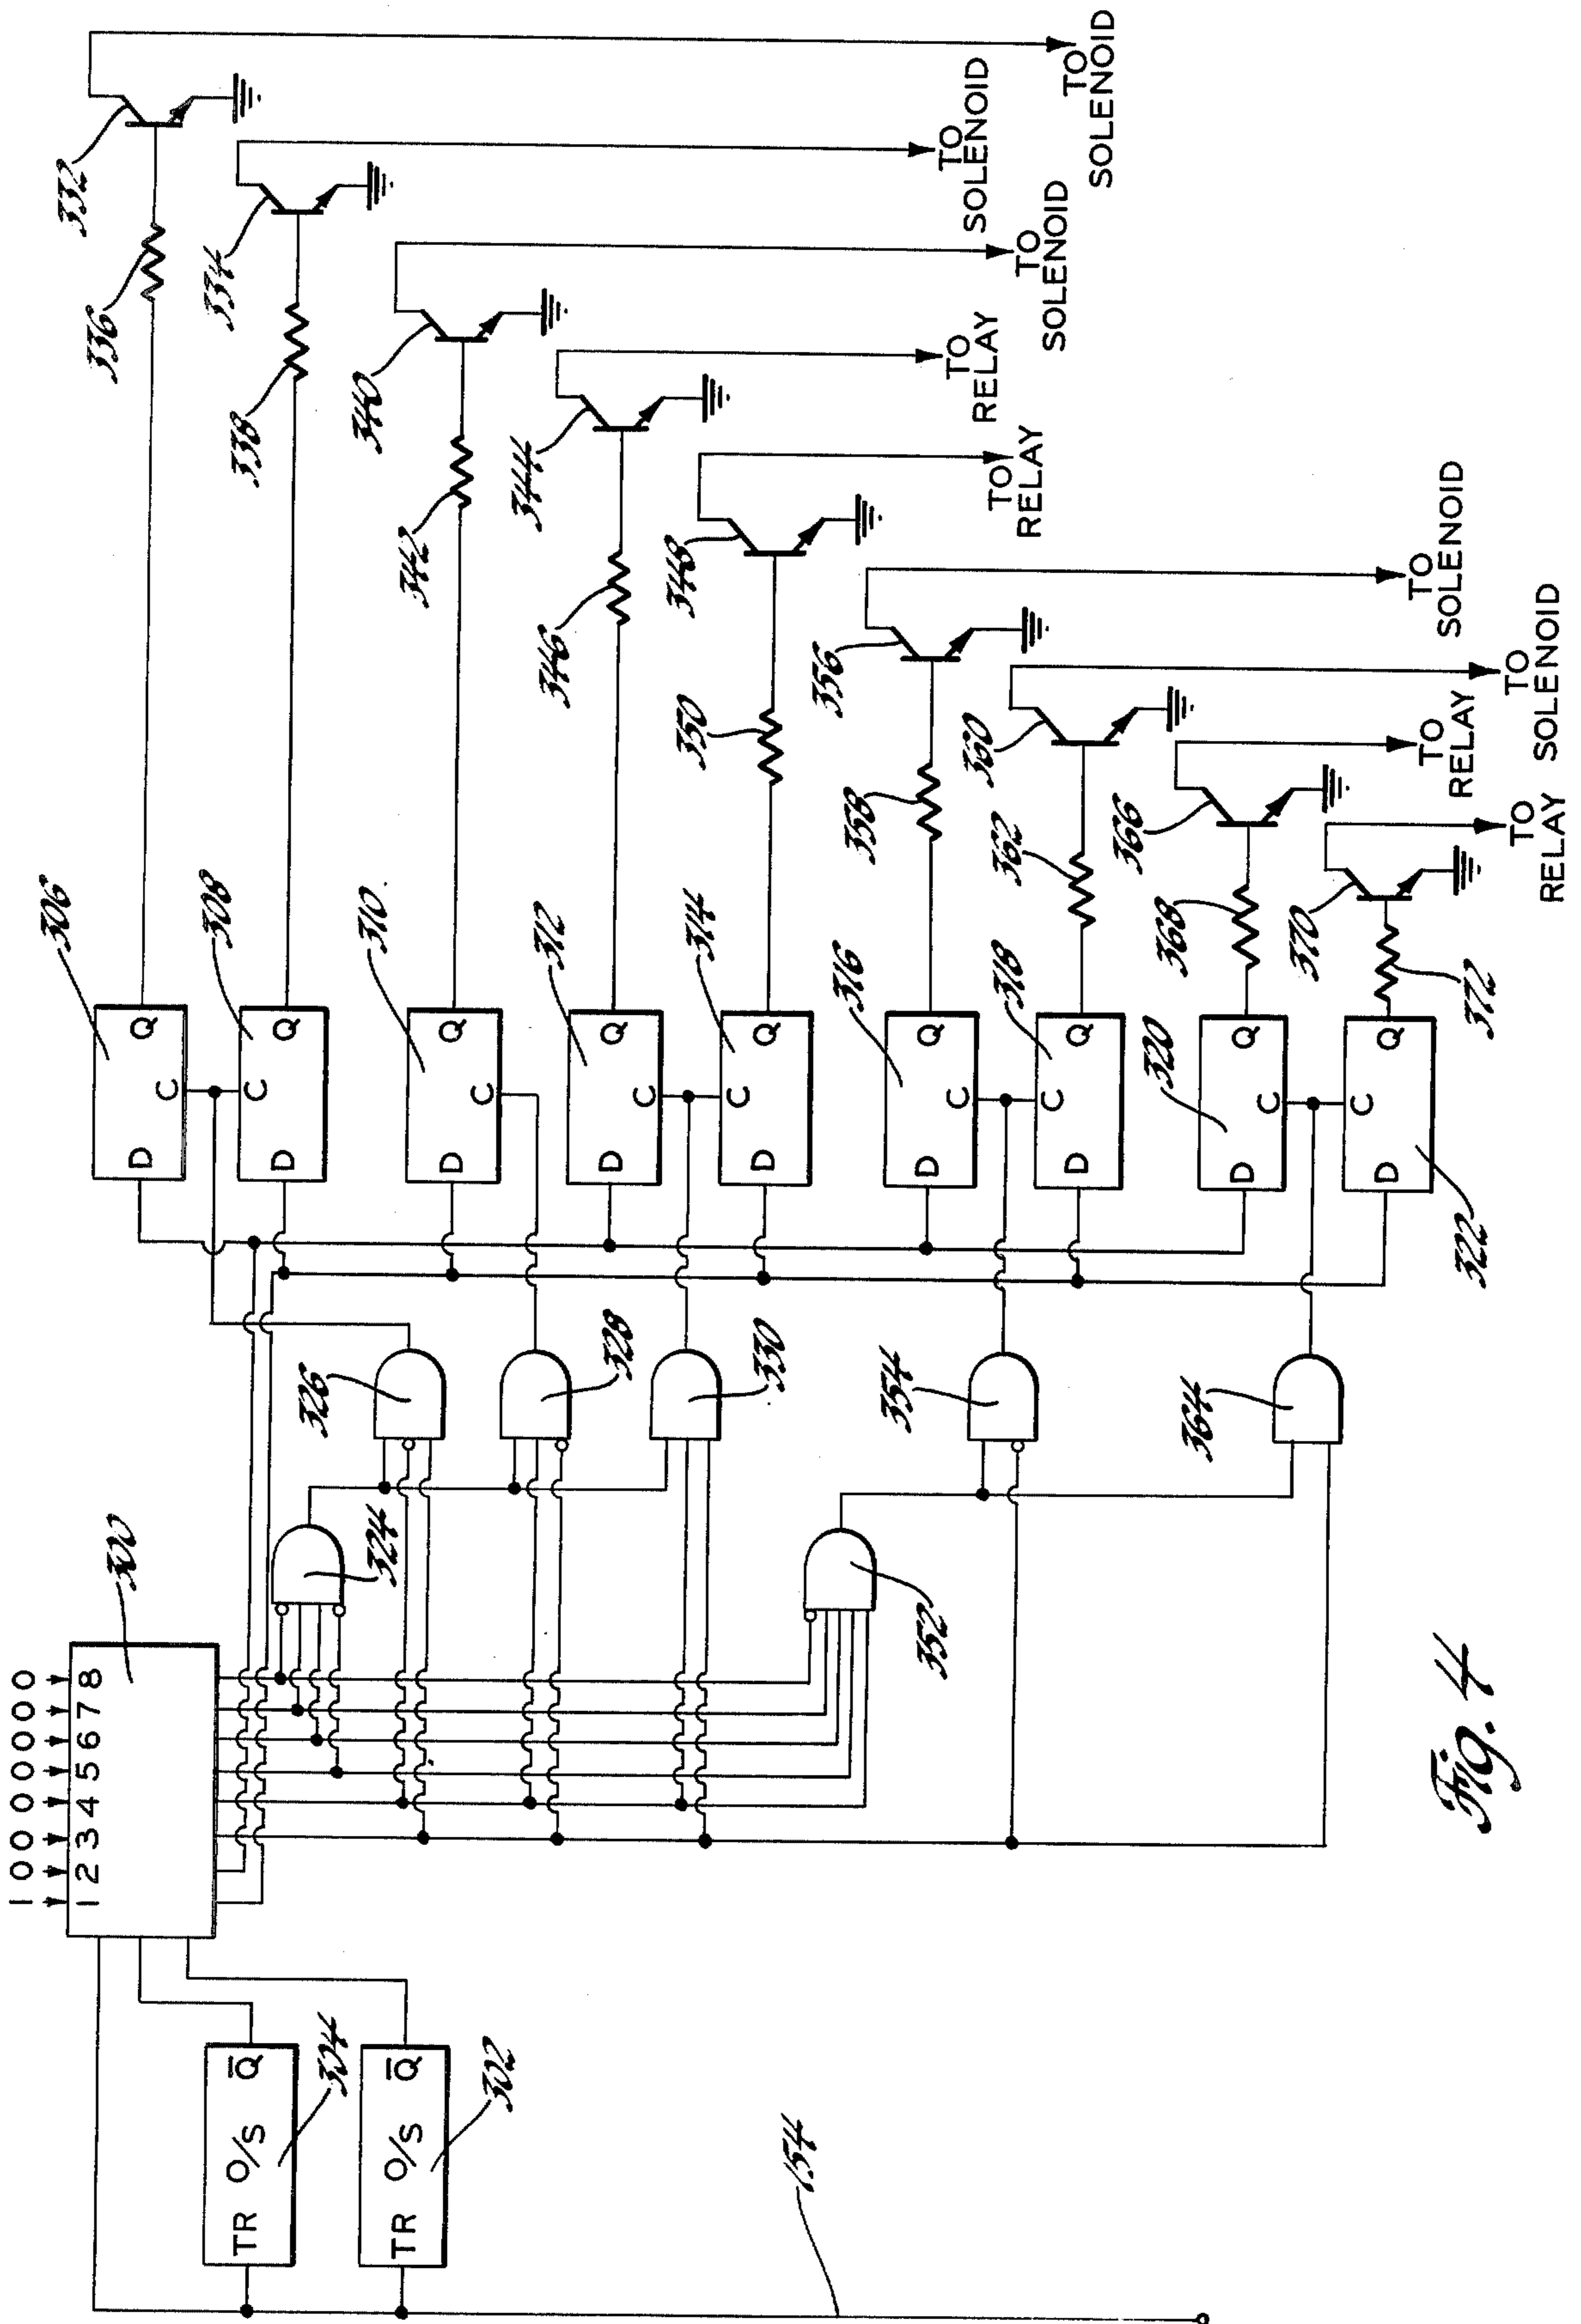 1 0 0 0 0 0 0 0
1 2 3 4 5 6 7 8
300
TR O/S Q̅
304
TR O/S Q̅
302
154
324
326
328
330
352
354
364
D C Q
306
D C Q
308
D C Q
310
D C Q
312
D C Q
314
D C Q
316
D C Q
318
D C Q
320
D C Q
322
336
332
338
334
342
340
346
344
350
348
358
356
362
360
368
366
372
370
TO
SOLENOID
TO
SOLENOID
TO
SOLENOID
TO
RELAY
TO
RELAY
TO
SOLENOID
TO
SOLENOID
TO
RELAY
TO
RELAY
Fig. 4